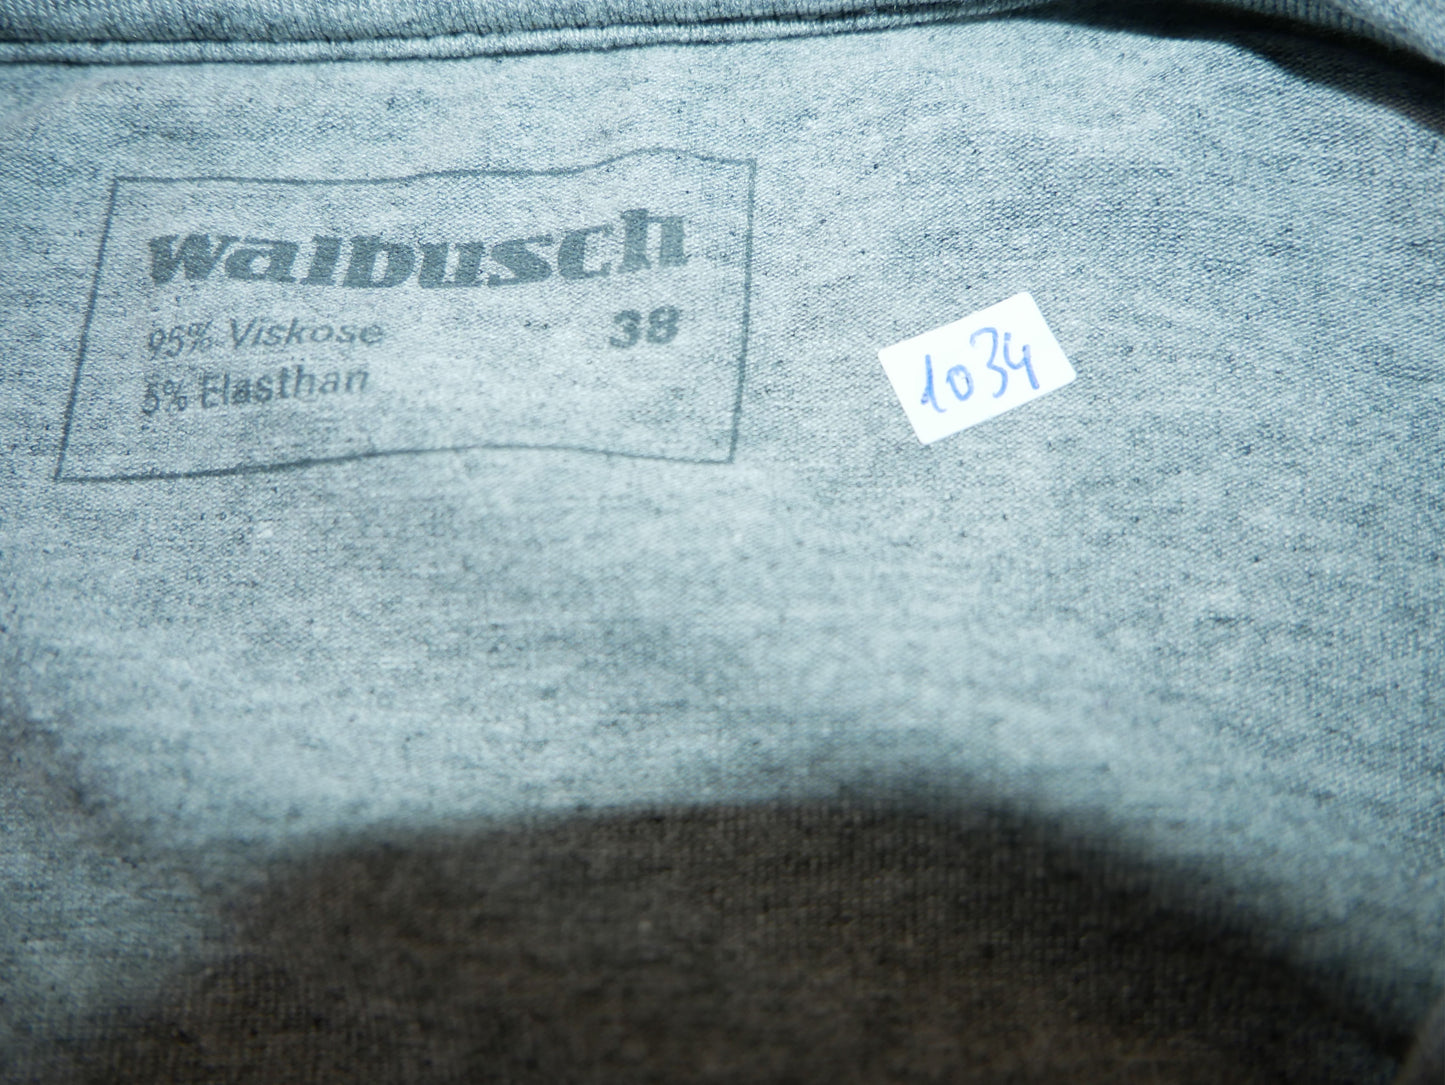 walbusch
95% Viskose 38
5% Elasthan
1034